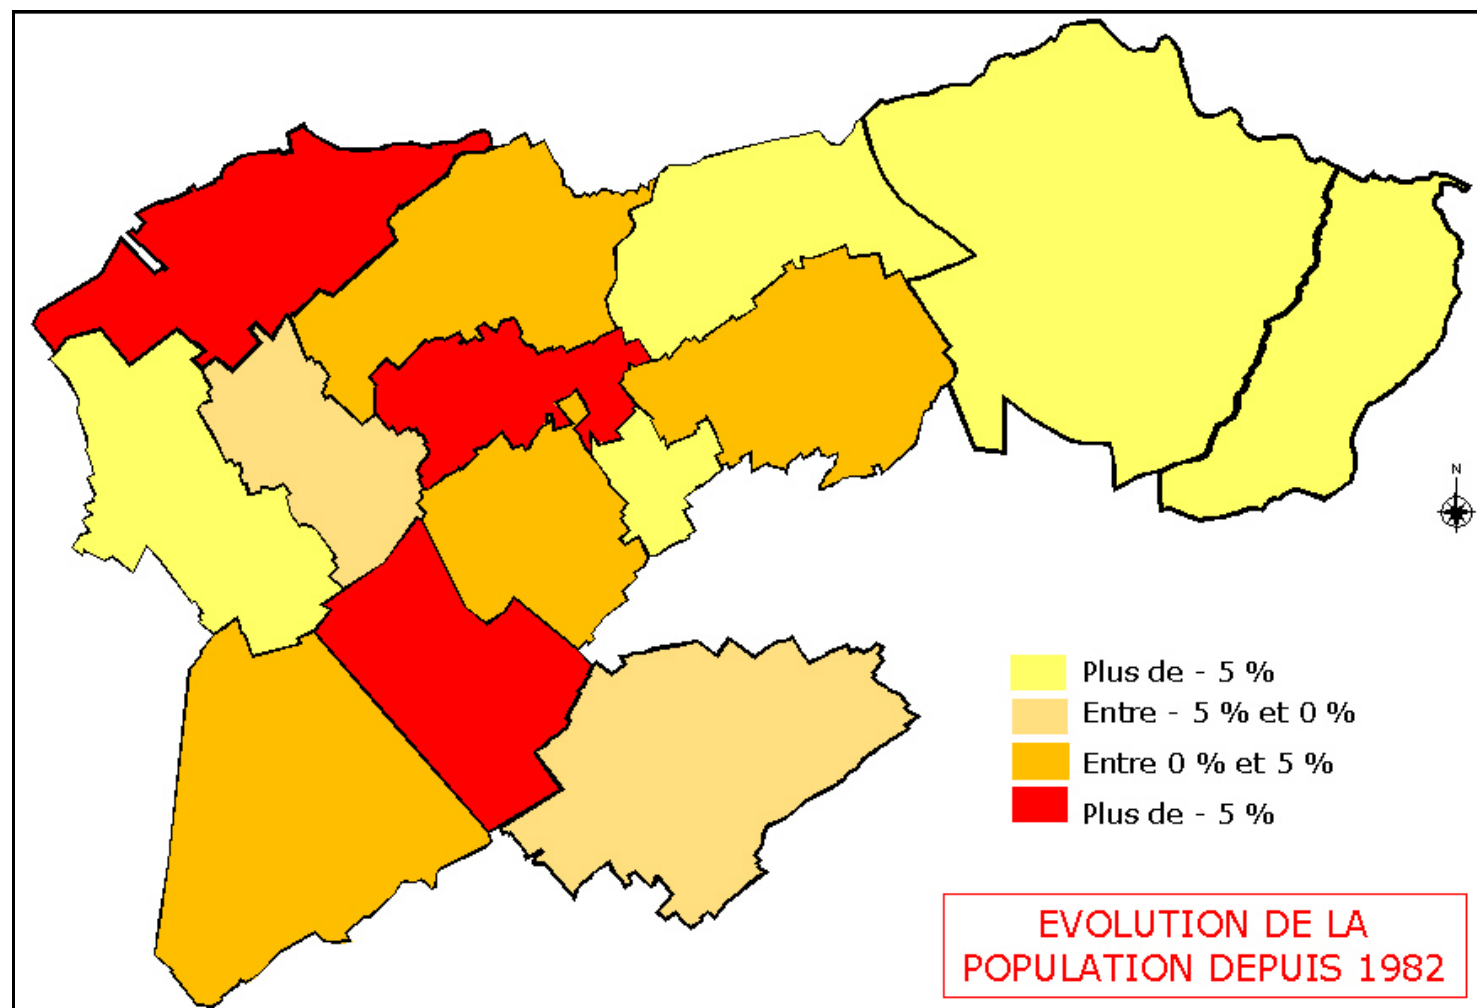 N
Plus de - 5 %
Entre - 5 % et 0 %
Entre 0 % et 5 %
Plus de - 5 %
EVOLUTION DE LA
POPULATION DEPUIS 1982